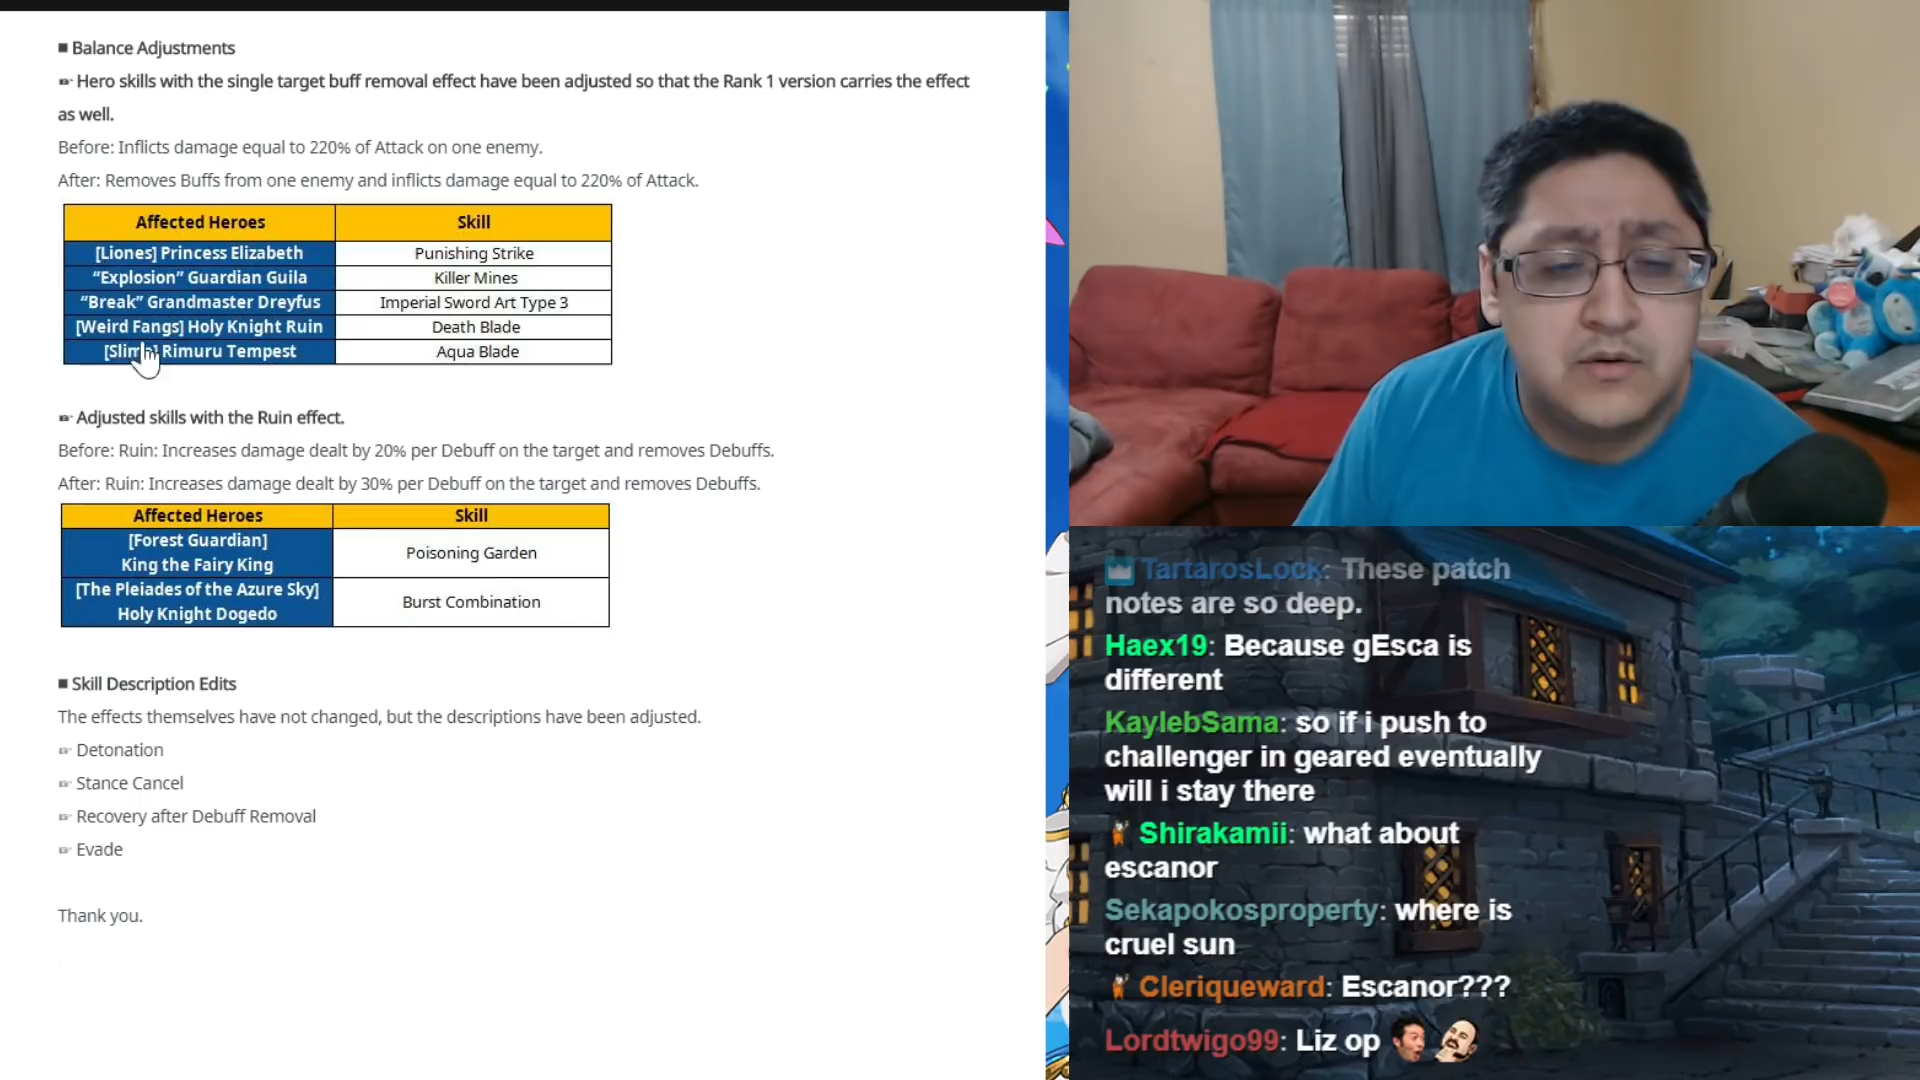 ■ Balance Adjustments
☞ Hero skills with the single target buff removal effect have been adjusted so that the Rank 1 version carries the effect
as well.
Before: Inflicts damage equal to 220% of Attack on one enemy.
After: Removes Buffs from one enemy and inflicts damage equal to 220% of Attack.
Affected Heroes Skill
[Liones] Princess Elizabeth Punishing Strike
“Explosion” Guardian Guila Killer Mines
“Break” Grandmaster Dreyfus Imperial Sword Art Type 3
[Weird Fangs] Holy Knight Ruin Death Blade
[Slime] Rimuru Tempest Aqua Blade
☞ Adjusted skills with the Ruin effect.
Before: Ruin: Increases damage dealt by 20% per Debuff on the target and removes Debuffs.
After: Ruin: Increases damage dealt by 30% per Debuff on the target and removes Debuffs.
Affected Heroes Skill
[Forest Guardian]
King the Fairy King Poisoning Garden
[The Pleiades of the Azure Sky]
Holy Knight Dogedo Burst Combination
■ Skill Description Edits
The effects themselves have not changed, but the descriptions have been adjusted.
☞ Detonation
☞ Stance Cancel
☞ Recovery after Debuff Removal
☞ Evade
Thank you.
TartarosLock: These patch
notes are so deep.
Haex19: Because gEsca is
different
KaylebSama: so if i push to
challenger in geared eventually
will i stay there
Shirakamii: what about
escanor
Sekapokosproperty: where is
cruel sun
Cleriqueward: Escanor???
Lordtwigo99: Liz op